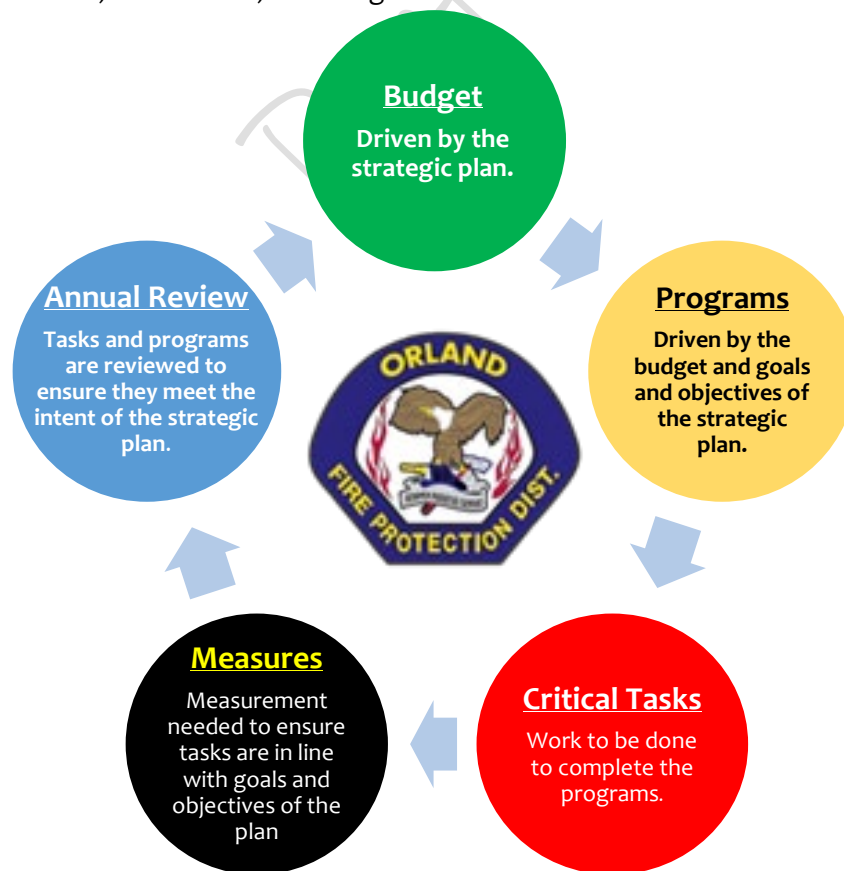 Budget
Driven by the
strategic plan.
Programs
Driven by the
budget and goals
and objectives of
the strategic
plan.
Critical Tasks
Work to be done
to complete the
programs.
Measures
Measurement
needed to ensure
tasks are in line
with goals and
objectives of the
plan
Annual Review
Tasks and programs
are reviewed to
ensure they meet the
intent of the strategic
plan.
ORLAND
FIRE PROTECTION DIST.